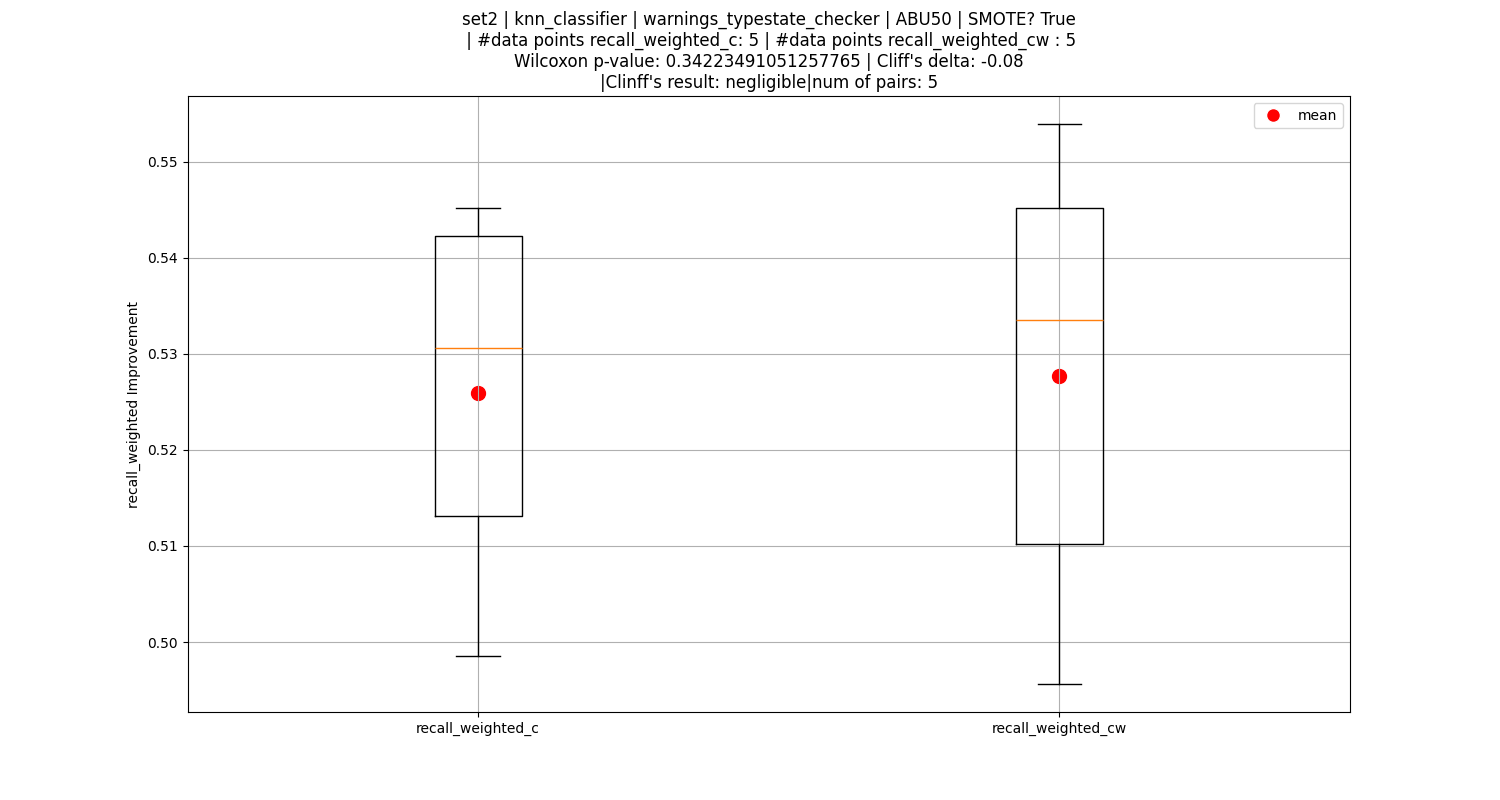 set2 | knn_classifier | warnings_typestate_checker | ABU50 | SMOTE? True
| #data points recall_weighted_c: 5 | #data points recall_weighted_cw : 5
Wilcoxon p-value: 0.34223491051257765 | Cliff's delta: -0.08
|Clinff's result: negligible|num of pairs: 5
mean
recall_weighted Improvement
0.55
0.54
0.53
0.52
0.51
0.50
recall_weighted_c
recall_weighted_cw